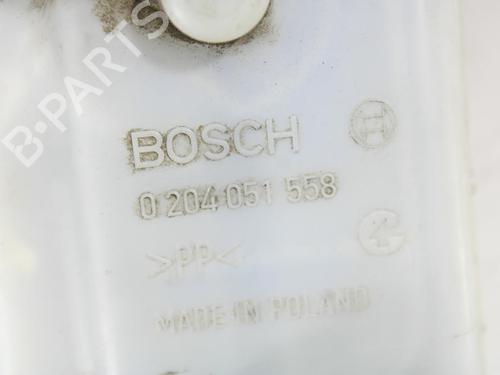 B-PARTS
BOSCH
0 204 051 558
>PP<
MADE IN POLAND